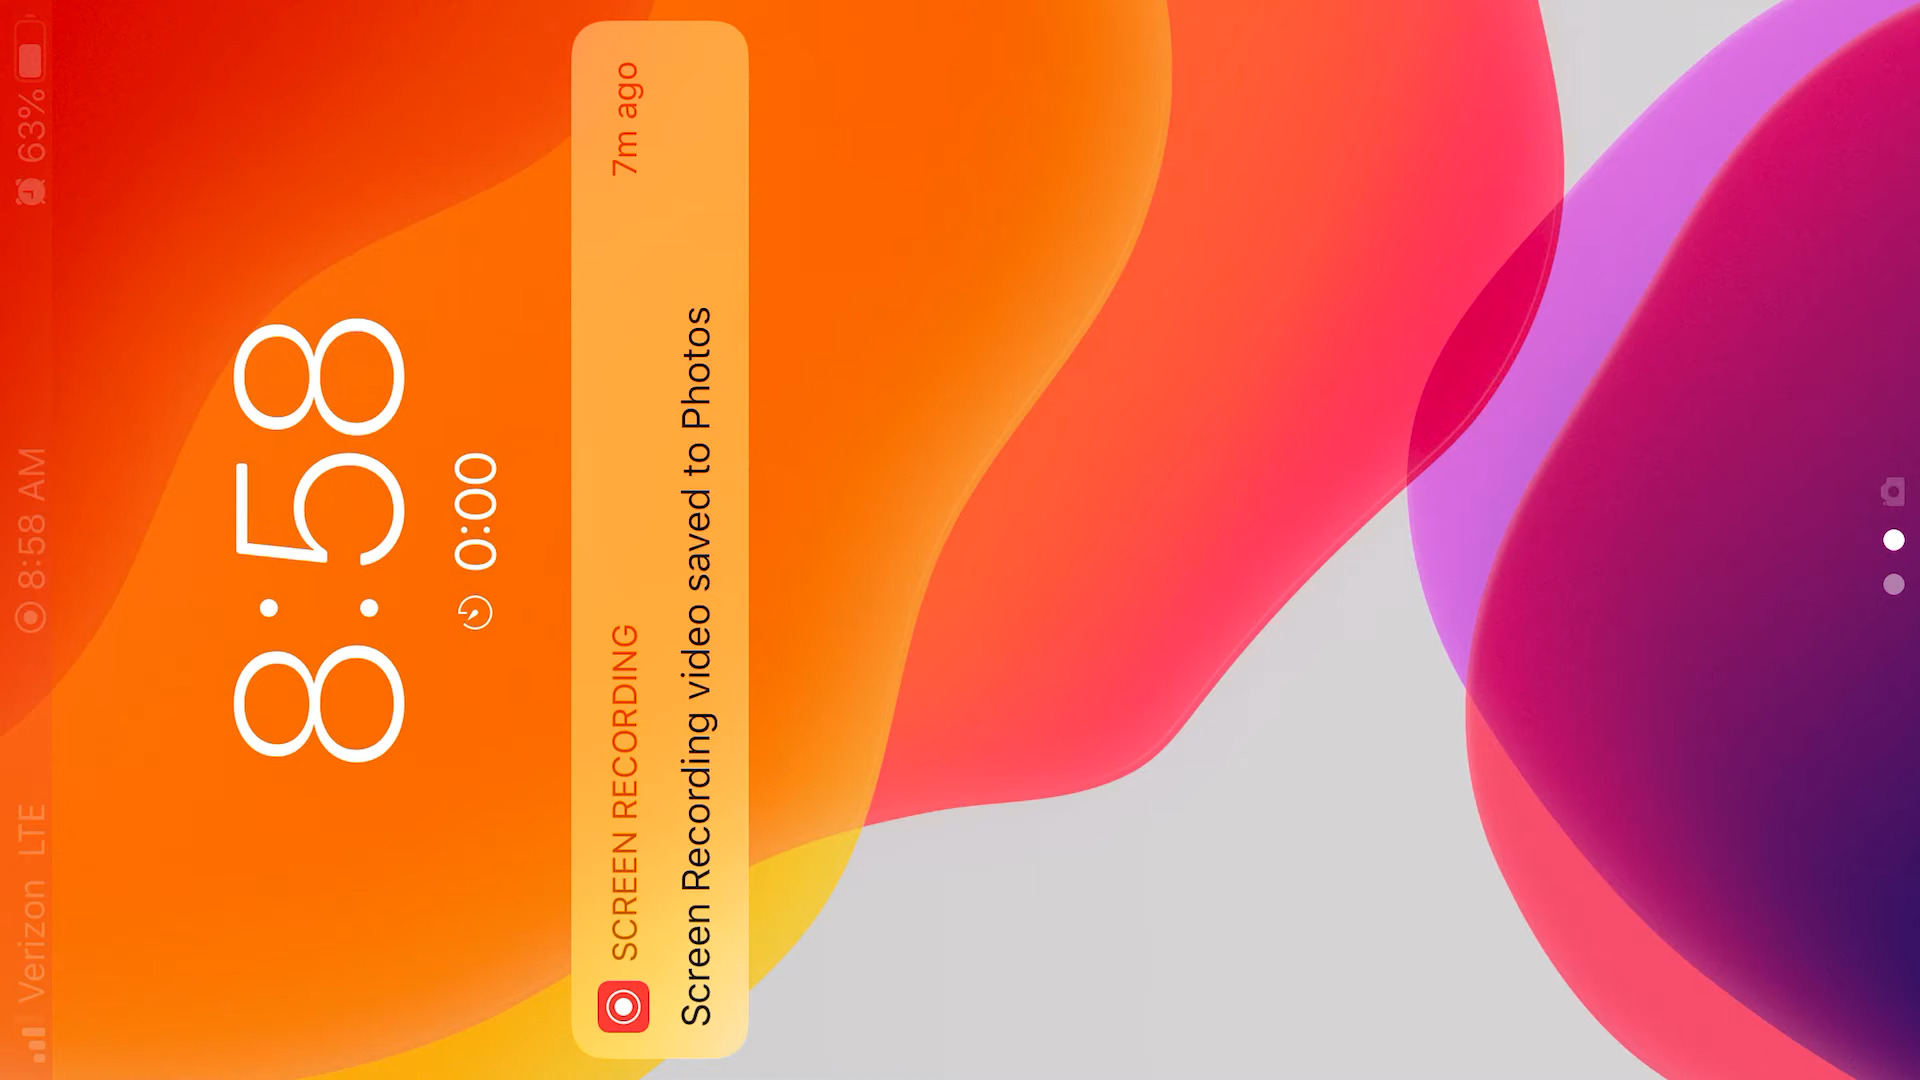 Verizon LTE 8:58 AM 63%
8:58
0:00
SCREEN RECORDING 7m ago
Screen Recording video saved to Photos